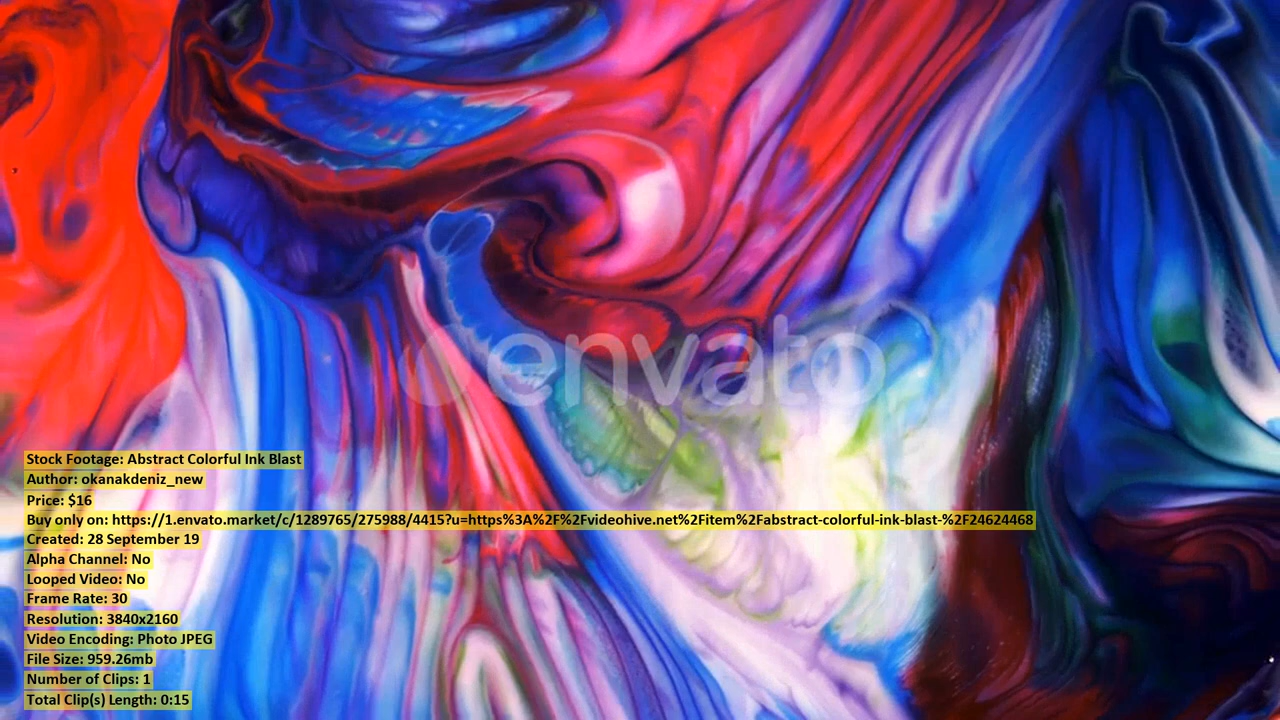 envato
Stock Footage: Abstract Colorful Ink Blast
Author: okanakdeniz_new
Price: $16
Buy only on: https://1.envato.market/c/1289765/275988/4415?u=https%3A%2F%2Fvideohive.net%2Fitem%2Fabstract-colorful-ink-blast-%2F24624468
Created: 28 September 19
Alpha Channel: No
Looped Video: No
Frame Rate: 30
Resolution: 3840x2160
Video Encoding: Photo JPEG
File Size: 959.26mb
Number of Clips: 1
Total Clip(s) Length: 0:15